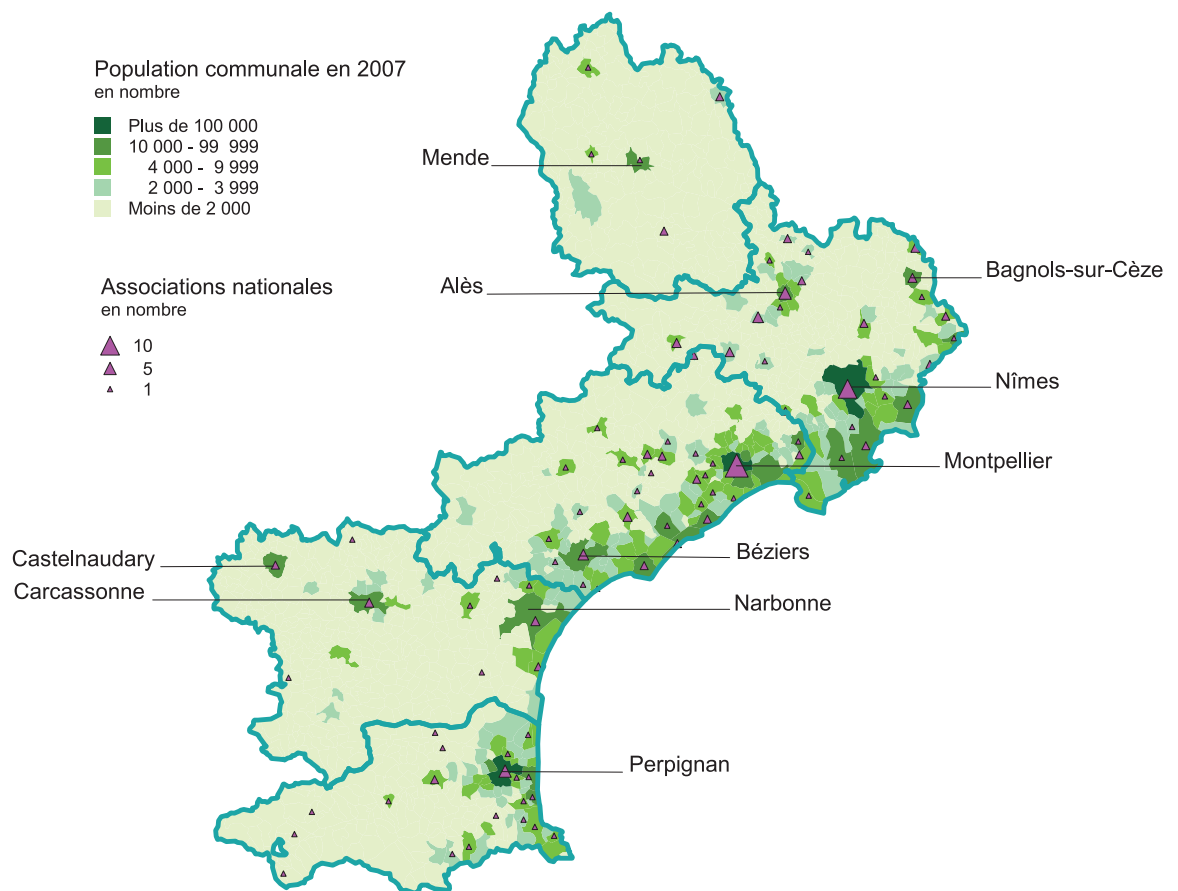 Population communale en 2007
en nombre
Plus de 100 000
10 000 - 99 999
4 000 - 9 999
2 000 - 3 999
Moins de 2 000
Associations nationales
en nombre
10
5
1
Mende
Alès
Bagnols-sur-Cèze
Nîmes
Montpellier
Castelnaudary
Béziers
Carcassonne
Narbonne
Perpignan